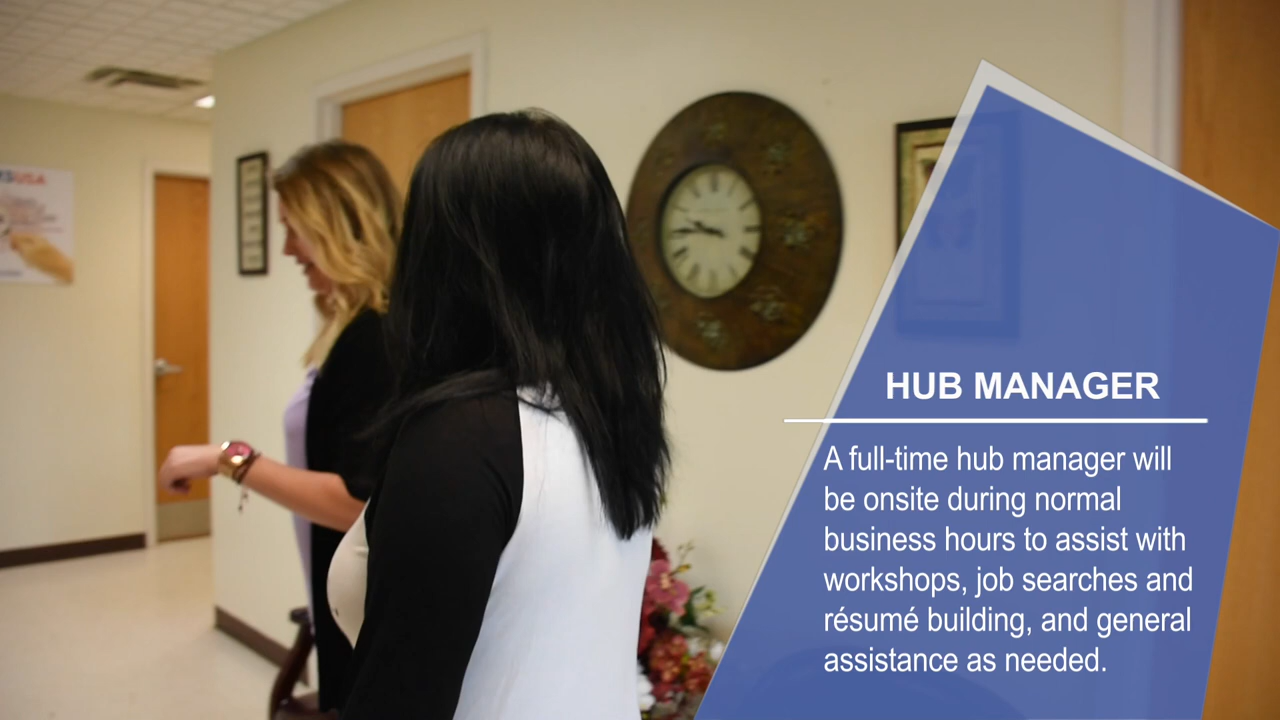 USA
HUB MANAGER
A full-time hub manager will
be onsite during normal
business hours to assist with
workshops, job searches and
résumé building, and general
assistance as needed.